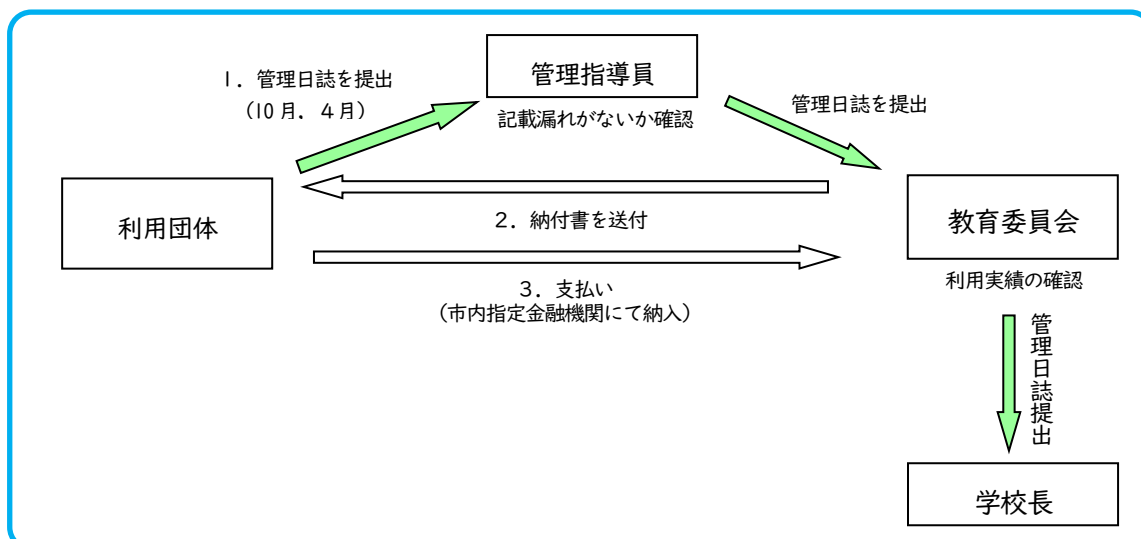 管理指導員
1．管理日誌を提出
（10月，4月）
記載漏れがないか確認
管理日誌を提出
利用団体
2．納付書を送付
教育委員会
3．支払い
（市内指定金融機関にて納入）
利用実績の確認
管理日誌提出
学校長